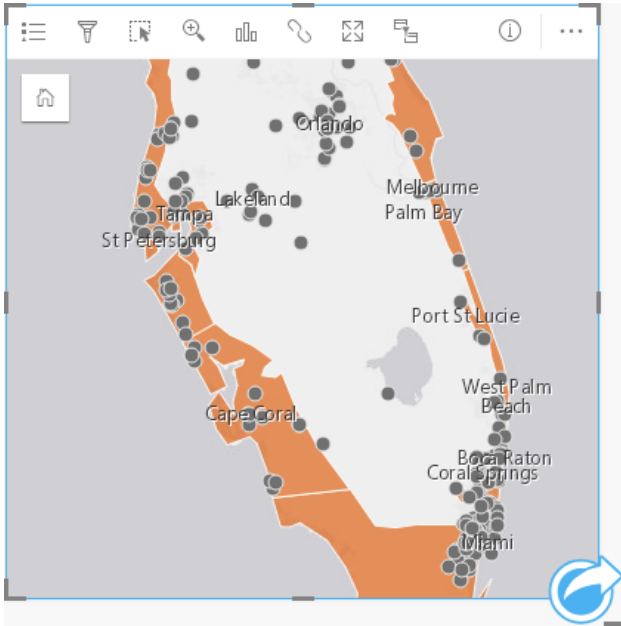 Orlando
Lakeland
Melbourne
Tampa
Palm Bay
St Petersburg
Port St Lucie
West Palm
Beach
Cape Coral
Boca Raton
Coral Springs
Miami